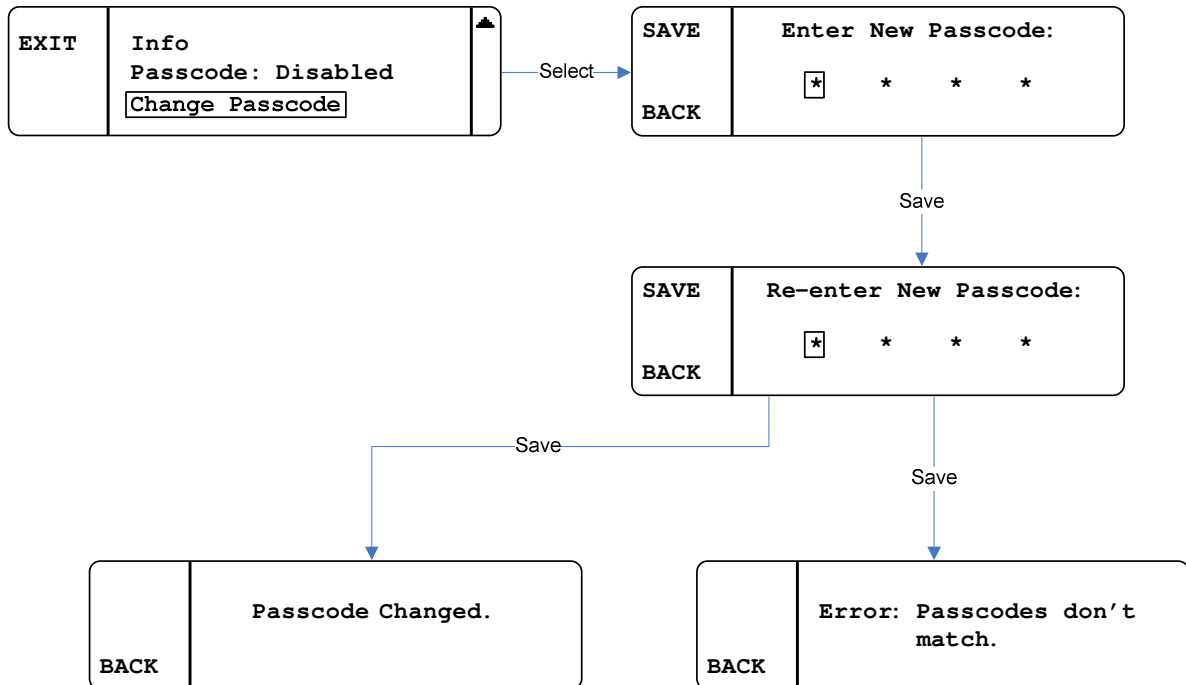 EXIT
Info
Passcode: Disabled
Change Passcode
Select
SAVE
Enter New Passcode:
* * * *
BACK
Save
SAVE
Re-enter New Passcode:
* * * *
BACK
Save
Save
Passcode Changed.
BACK
Error: Passcodes don't
match.
BACK